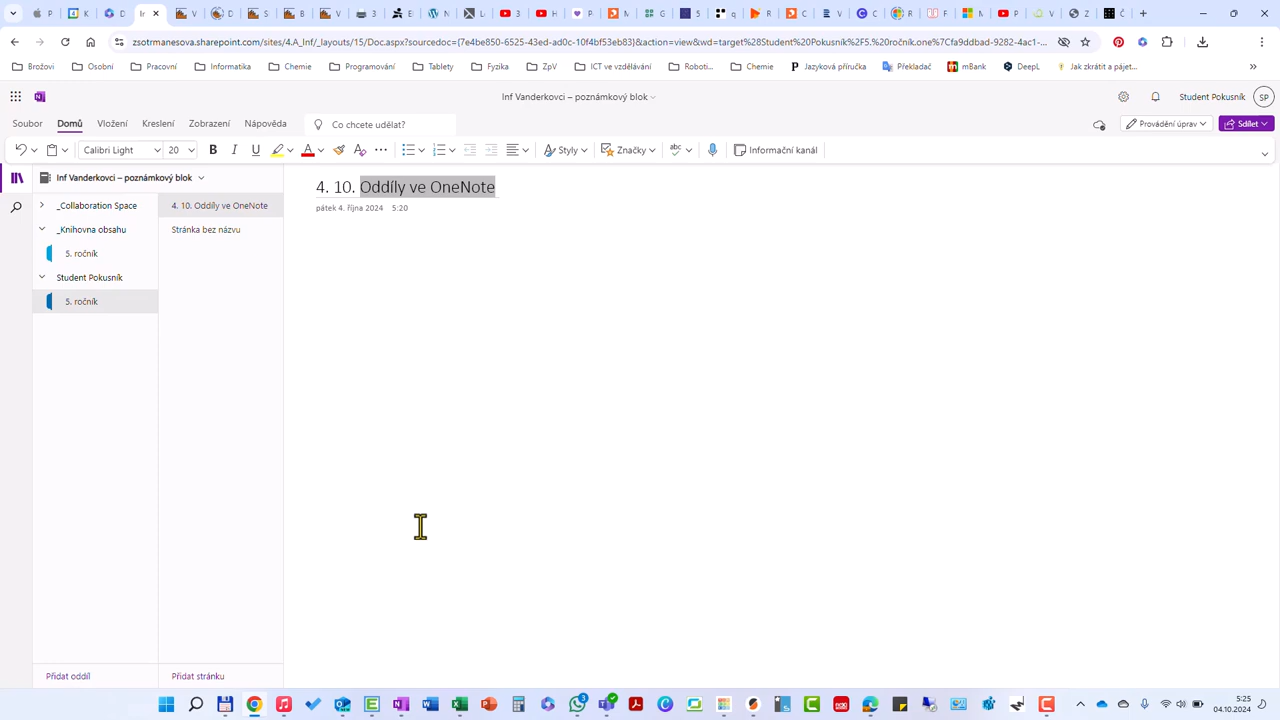 In
zsotrmanesova.sharepoint.com/sites/4.A_Inf/_layouts/15/Doc.aspx?sourcedoc={7e4be850-6525-43ed-ad0c-10f4bf53eb83}&action=view&wd=target%28Student%20Pokusník%2F5.%20ročník.one%7Cfa9ddbad-9282-4ac1-...
Brožovi
Osobní
Pracovní
Informatika
Chemie
Programování
Tablety
Fyzika
ZpV
ICT ve vzdělávání
Roboti...
Chemie
Jazyková příručka
Překladač
mBank
DeepL
Jak zkrátit a pájet...
Inf Vanderkovci – poznámkový blok
Student Pokusník
SP
Soubor
Domů
Vložení
Kreslení
Zobrazení
Nápověda
Co chcete udělat?
Provádění úprav
Sdílet
Calibri Light
20
B
I
U
A
Styly
Značky
abc
Informační kanál
Inf Vanderkovci – poznámkový blok
_Collaboration Space
_Knihovna obsahu
5. ročník
Student Pokusník
5. ročník
4. 10. Oddíly ve OneNote
Stránka bez názvu
4. 10. Oddíly ve OneNote
pátek 4. října 2024 5:20
Přidat oddíl
Přidat stránku
3
5:25
04.10.2024